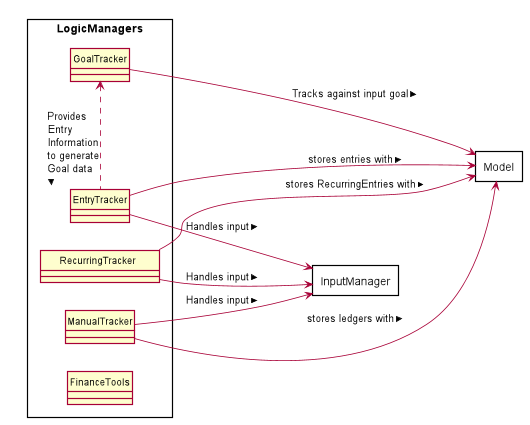 LogicManagers
GoalTracker
Tracks against input goal ►
Provides
Entry
Information
to generate
Goal data
▼
stores entries with ►
Model
stores RecurringEntries with ►
EntryTracker
Handles input ►
RecurringTracker
Handles input ►
InputManager
Handles input ►
ManualTracker
stores ledgers with ►
FinanceTools